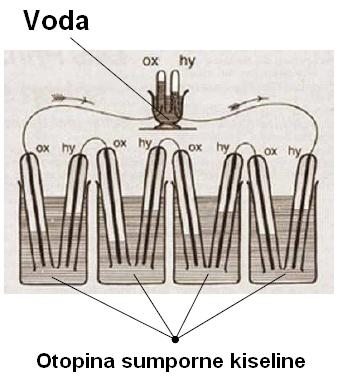 Voda
ox hy
ox hy ox hy ox hy ox hy
Otopina sumporne kiseline